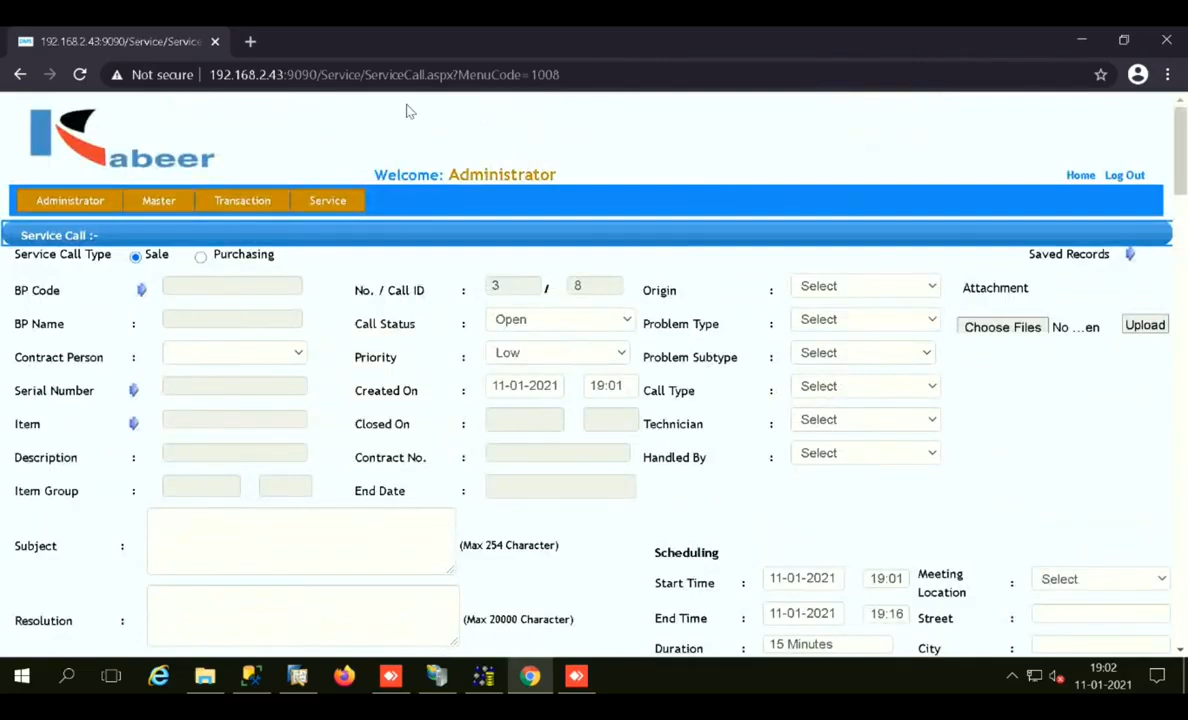 192.168.2.43:9090/Service/Service
Not secure 192.168.2.43:9090/Service/ServiceCall.aspx?MenuCode=1008
Kabeer
Welcome: Administrator
Home Log Out
Administrator Master Transaction Service
Service Call :-
Service Call Type Sale Purchasing Saved Records
BP Code No. / Call ID : 3 / 8 Origin : Select Attachment
BP Name : Call Status : Open Problem Type : Select Choose Files No ...en Upload
Contract Person : Priority : Low Problem Subtype : Select
Serial Number Created On : 11-01-2021 19:01 Call Type : Select
Item Closed On : Technician : Select
Description : Contract No. : Handled By : Select
Item Group : End Date :
Subject : (Max 254 Character)
Scheduling
Start Time : 11-01-2021 19:01 Meeting Location : Select
Resolution : (Max 20000 Character)
End Time : 11-01-2021 19:16 Street :
Duration : 15 Minutes City :
19:02
11-01-2021